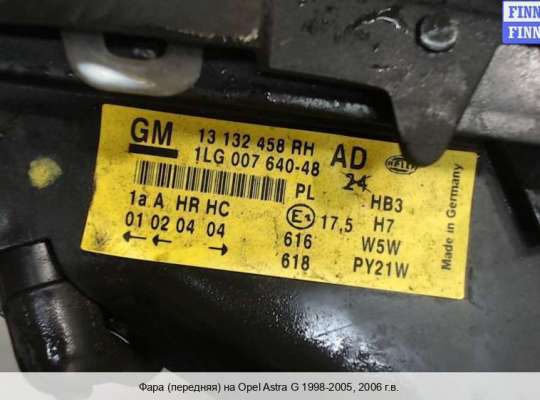 FINN
FINN
GM 13 132 458 RH AD HELLA
1LG 007 640-48 24
PL HB3
1a A HR HC E1 17,5 H7
01 02 04 04 616 W5W
← → 618 PY21W
Made in Germany
Фара (передняя) на Opel Astra G 1998-2005, 2006 г.в.